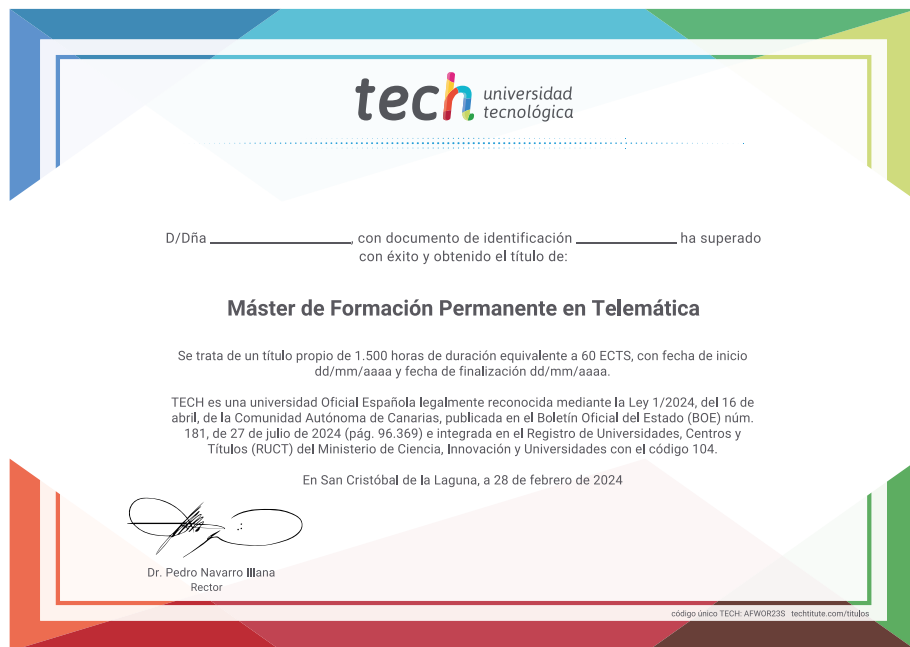 tech universidad
tecnológica
D/Dña ________________, con documento de identificación ____________ ha superado
con éxito y obtenido el título de:
Máster de Formación Permanente en Telemática
Se trata de un título propio de 1.500 horas de duración equivalente a 60 ECTS, con fecha de inicio
dd/mm/aaaa y fecha de finalización dd/mm/aaaa.
TECH es una universidad Oficial Española legalmente reconocida mediante la Ley 1/2024, del 16 de
abril, de la Comunidad Autónoma de Canarias, publicada en el Boletín Oficial del Estado (BOE) núm.
181, de 27 de julio de 2024 (pág. 96.369) e integrada en el Registro de Universidades, Centros y
Títulos (RUCT) del Ministerio de Ciencia, Innovación y Universidades con el código 104.
En San Cristóbal de la Laguna, a 28 de febrero de 2024
Dr. Pedro Navarro Illana
Rector
código único TECH: AFWOR23S techtitute.com/titulos